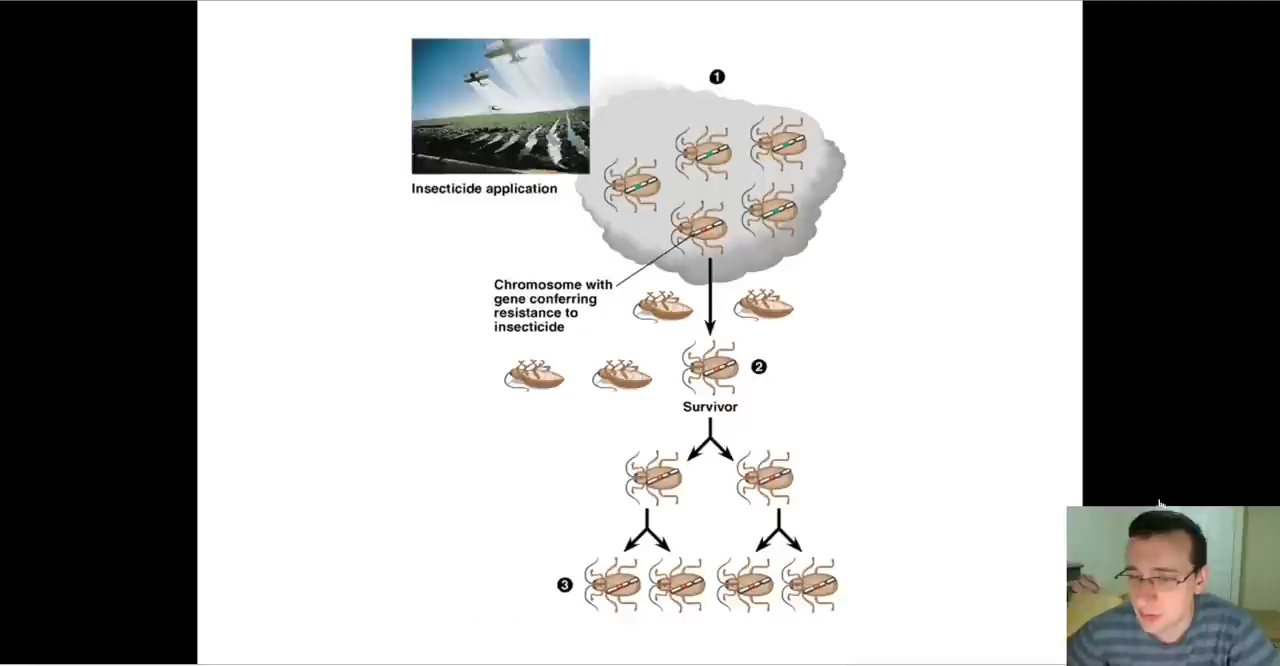 1
Insecticide application
Chromosome with
gene conferring
resistance to
insecticide
2
Survivor
3